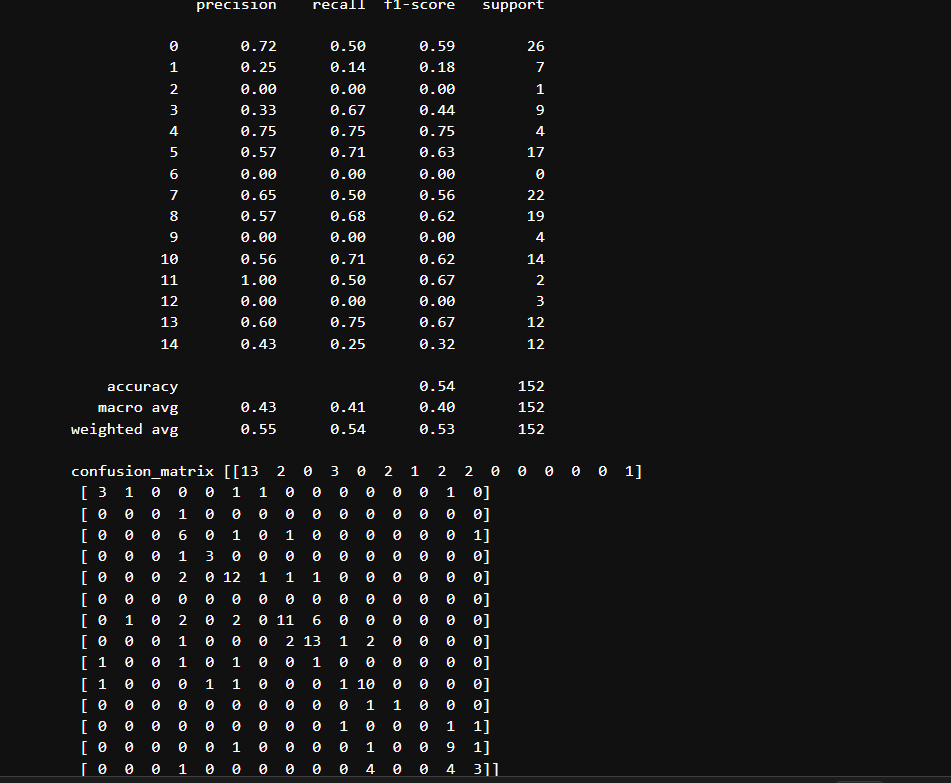 precision recall f1-score support
0 0.72 0.50 0.59 26
1 0.25 0.14 0.18 7
2 0.00 0.00 0.00 1
3 0.33 0.67 0.44 9
4 0.75 0.75 0.75 4
5 0.57 0.71 0.63 17
6 0.00 0.00 0.00 0
7 0.65 0.50 0.56 22
8 0.57 0.68 0.62 19
9 0.00 0.00 0.00 4
10 0.56 0.71 0.62 14
11 1.00 0.50 0.67 2
12 0.00 0.00 0.00 3
13 0.60 0.75 0.67 12
14 0.43 0.25 0.32 12
accuracy 0.54 152
macro avg 0.43 0.41 0.40 152
weighted avg 0.55 0.54 0.53 152
confusion_matrix [[13 2 0 3 0 2 1 2 2 0 0 0 0 0 1]
[ 3 1 0 0 0 1 1 0 0 0 0 0 0 1 0]
[ 0 0 0 1 0 0 0 0 0 0 0 0 0 0 0]
[ 0 0 0 6 0 1 0 1 0 0 0 0 0 0 1]
[ 0 0 0 1 3 0 0 0 0 0 0 0 0 0 0]
[ 0 0 0 2 0 12 1 1 1 0 0 0 0 0 0]
[ 0 0 0 0 0 0 0 0 0 0 0 0 0 0 0]
[ 0 1 0 2 0 2 0 11 6 0 0 0 0 0 0]
[ 0 0 0 1 0 0 0 2 13 1 2 0 0 0 0]
[ 1 0 0 1 0 1 0 0 1 0 0 0 0 0 0]
[ 1 0 0 0 1 1 0 0 0 1 10 0 0 0 0]
[ 0 0 0 0 0 0 0 0 0 0 1 1 0 0 0]
[ 0 0 0 0 0 0 0 0 0 1 0 0 0 1 1]
[ 0 0 0 0 0 1 0 0 0 0 1 0 0 9 1]
[ 0 0 0 1 0 0 0 0 0 0 4 0 0 4 3]]